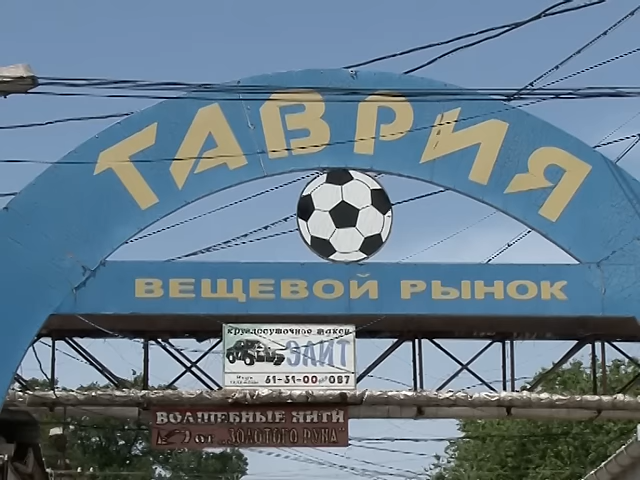 ТАВРИЯ
ВЕЩЕВОЙ РЫНОК
круглосуточное такси
ЭЛИТ
61-31-00 087
ВОЛШЕБНЫЕ НИТИ
от "ЗОЛОТОГО РУНА"